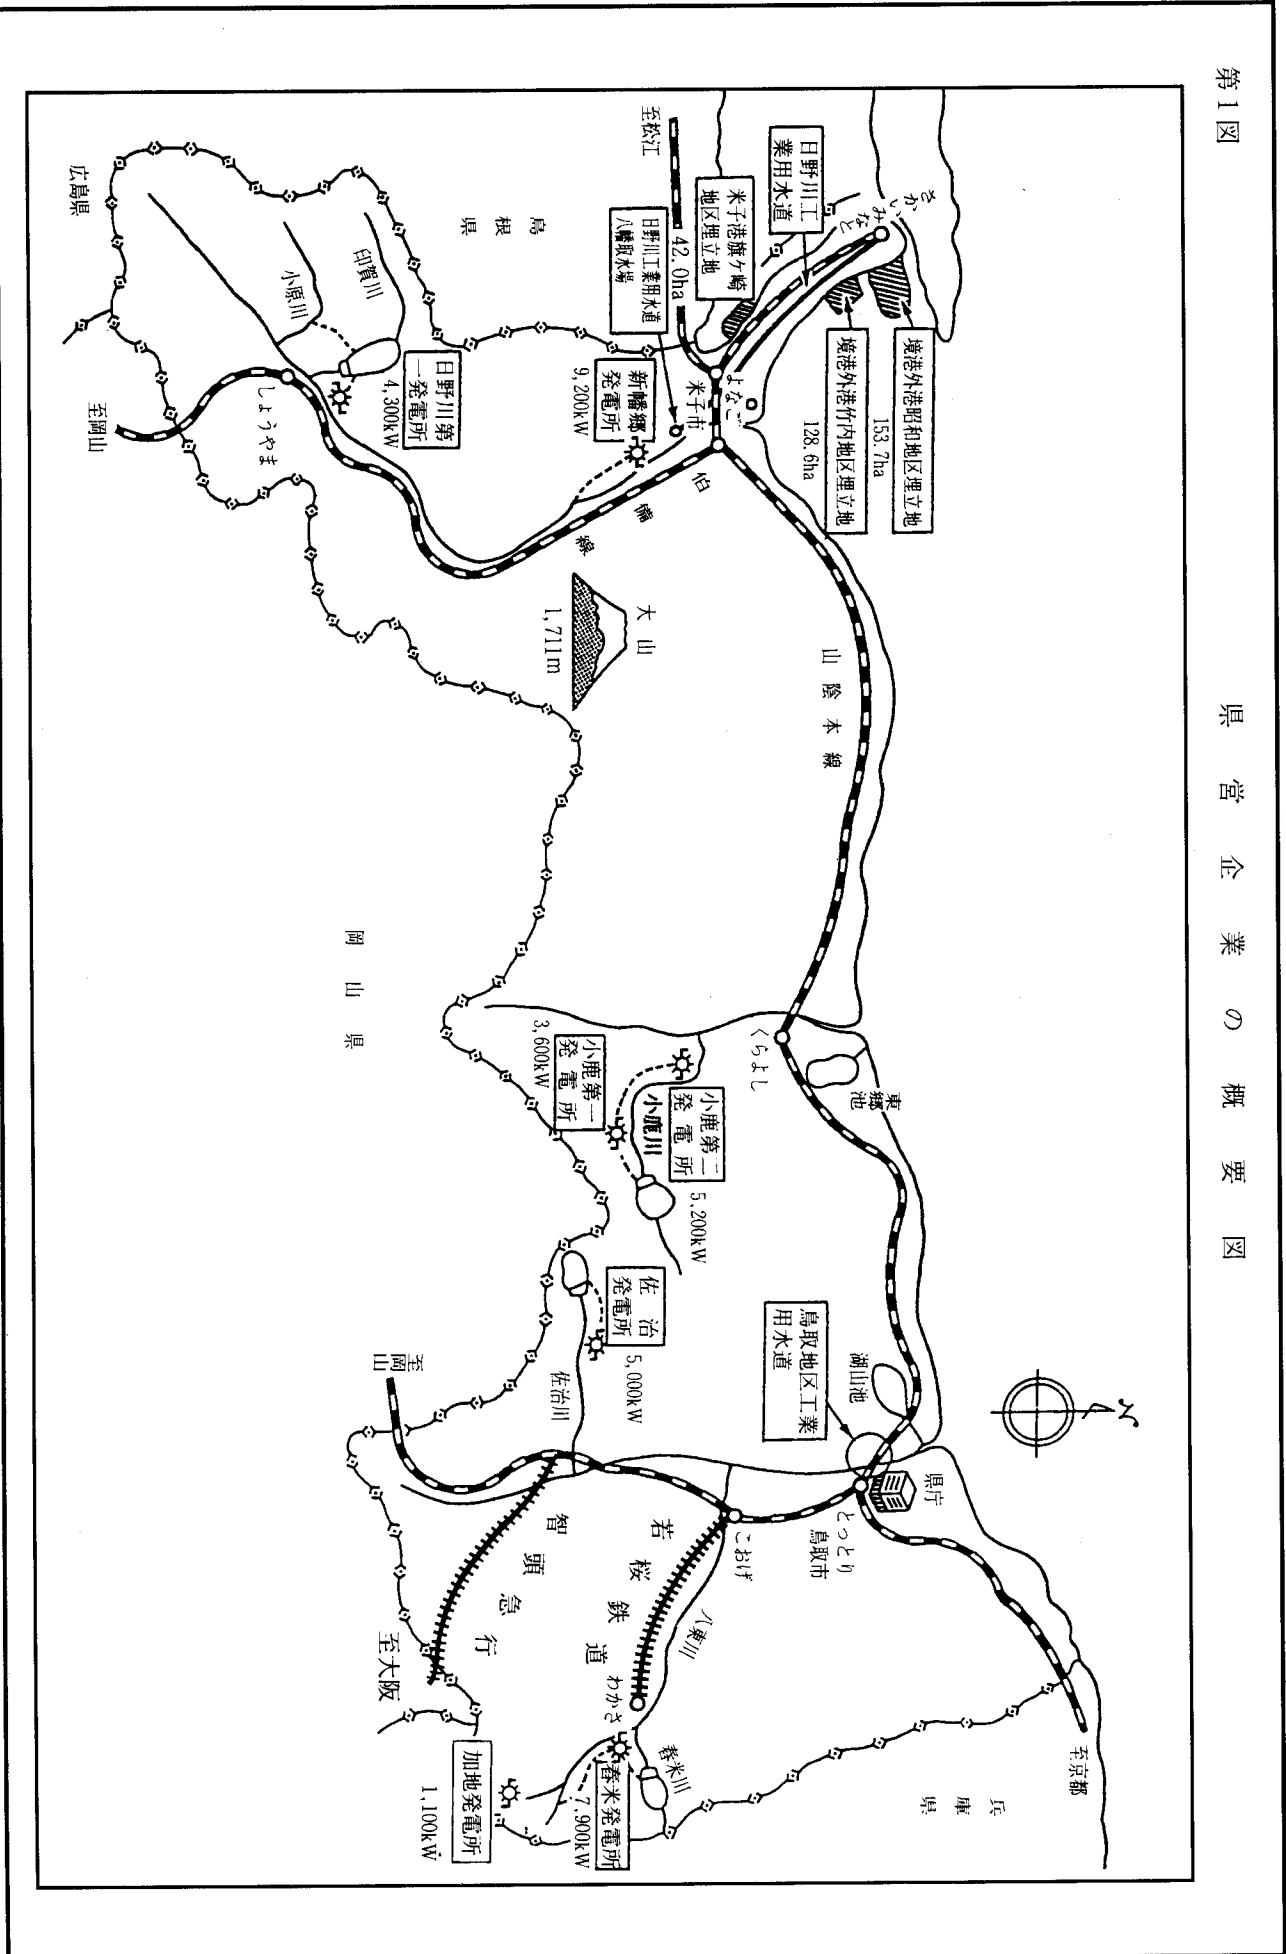 第1図
県営企業の概要図
さかいみなと
境港外港昭和地区埋立地
153.7ha
境港外港竹内地区埋立地
128.6ha
日野川工
業用水道
米子港旗ケ崎
地区埋立地
42.0ha
至松江
日野川工業用水道
八幡取水場
よなご
米子市
新幡郷
発電所
9,200kW
島根県
伯備線
山陰本線
大山
1,711m
印賀川
小原川
日野川第
一発電所
4,300kW
しょうやま
至岡山
広島県
岡山県
くらよし
東郷
池
小鹿第二
発電所
5,200kW
小鹿川
小鹿第一
発電所
3,600kW
佐治
発電所
5,000kW
佐治川
至岡山
鳥取地区工業
用水道
湖山池
県庁
とっとり
鳥取市
こおげ
八東川
若桜鉄道
わかさ
智頭急行
至大阪
春米川
春米発電所
7,900kW
加地発電所
1,100kW
至京都
兵庫県
N